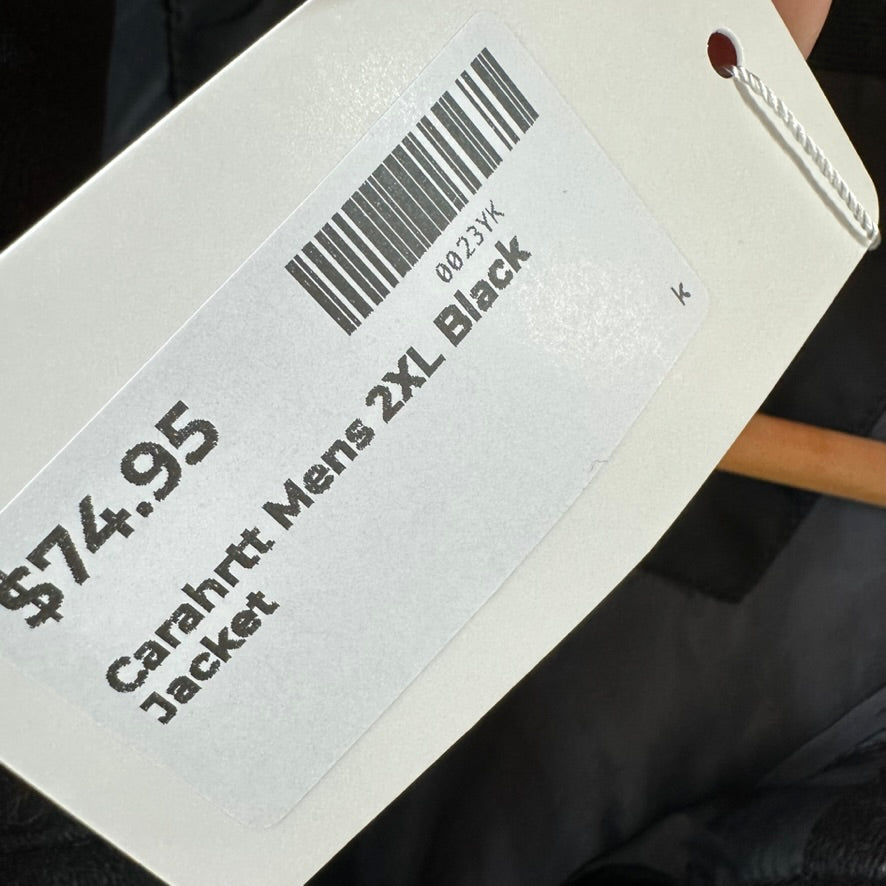 0023YK
$74.95
Carahrtt Mens 2XL Black
Jacket
K